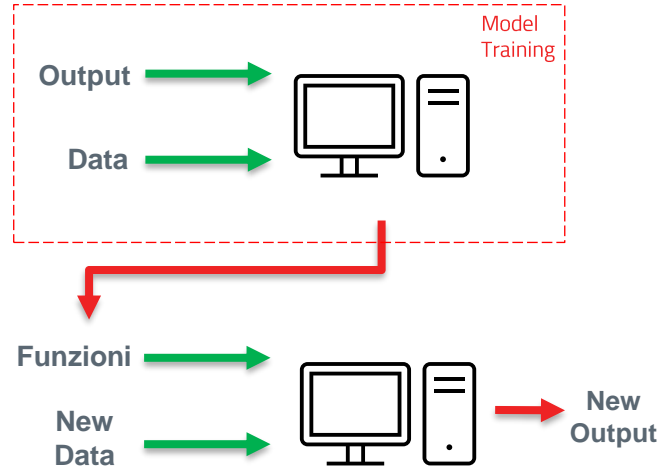 Model
Training
Output
Data
Funzioni
New
Data
New
Output